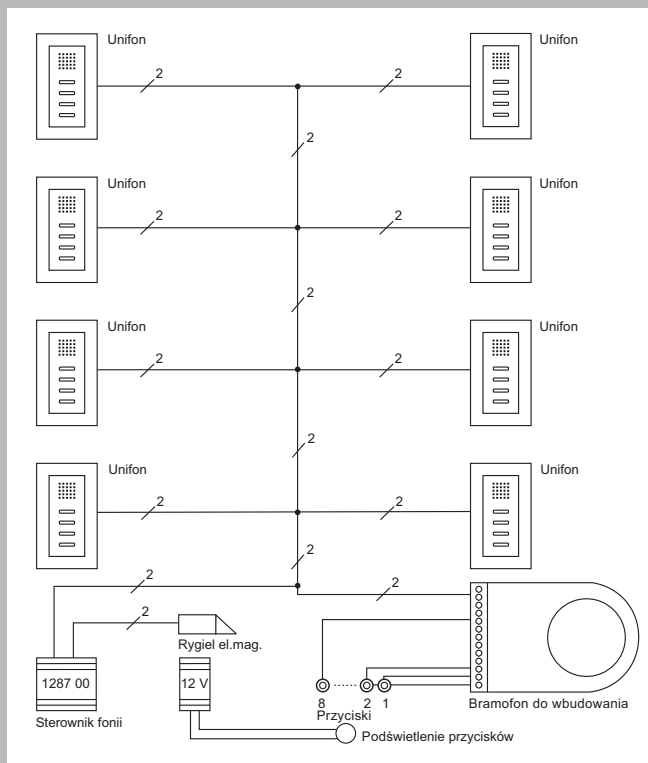 Unifon
Unifon
2
2
2
Unifon
Unifon
2
2
2
Unifon
Unifon
2
2
2
Unifon
Unifon
2
2
2
2
2
2
Rygiel el.mag.
1287 00
12 V
8
2
1
Sterownik fonii
Przyciski
Bramofon do wbudowania
Podświetlenie przycisków